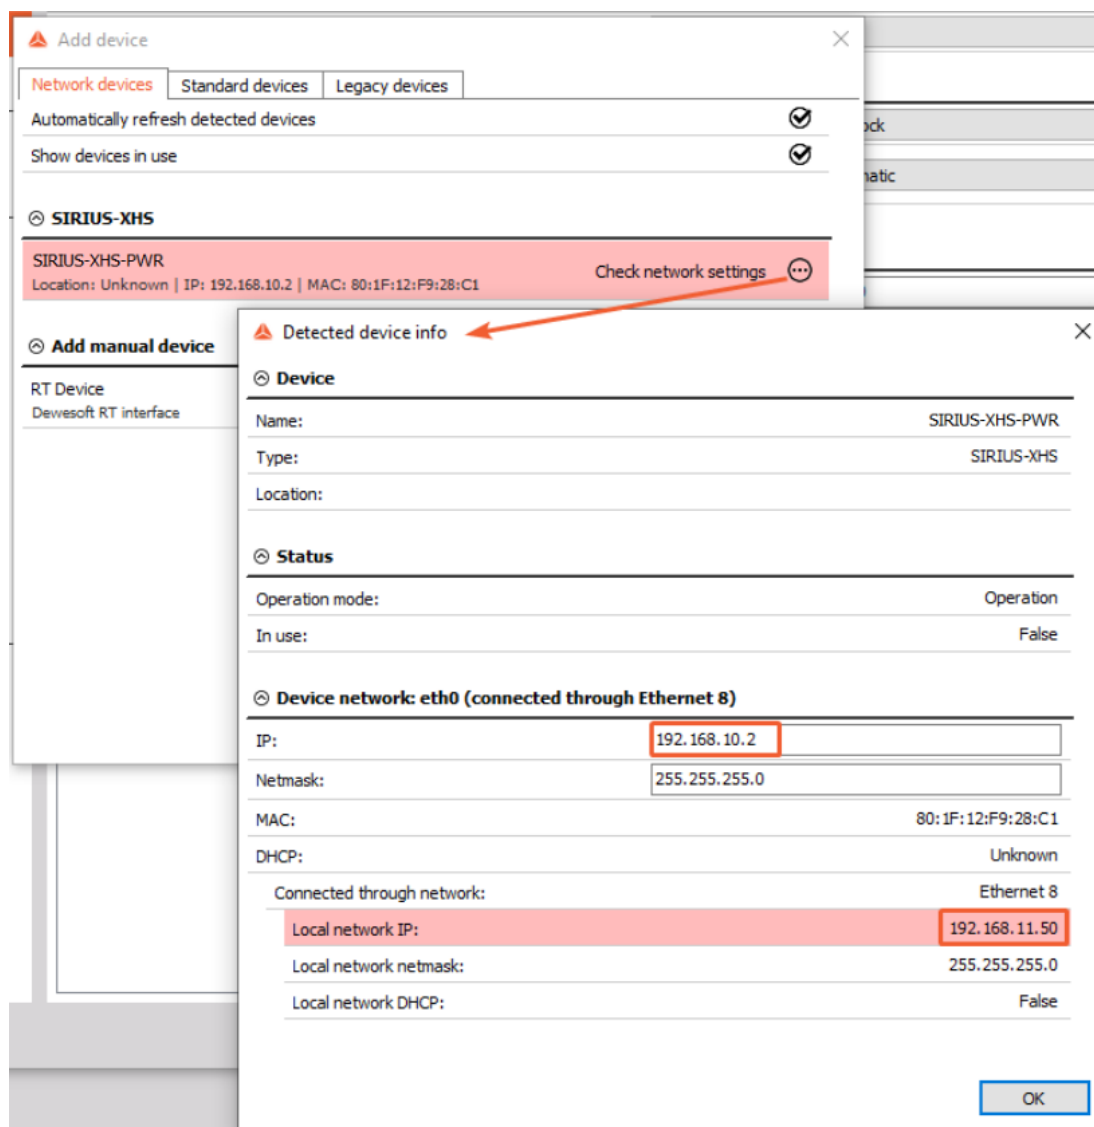 Add device
Network devices
Standard devices
Legacy devices
Automatically refresh detected devices
Show devices in use
SIRIUS-XHS
SIRIUS-XHS-PWR
Location: Unknown | IP: 192.168.10.2 | MAC: 80:1F:12:F9:28:C1
Check network settings
Add manual device
RT Device
Dewesoft RT interface
Detected device info
Device
Name: SIRIUS-XHS-PWR
Type: SIRIUS-XHS
Location:
Status
Operation mode: Operation
In use: False
Device network: eth0 (connected through Ethernet 8)
IP: 192.168.10.2
Netmask: 255.255.255.0
MAC: 80:1F:12:F9:28:C1
DHCP: Unknown
Connected through network: Ethernet 8
Local network IP: 192.168.11.50
Local network netmask: 255.255.255.0
Local network DHCP: False
OK